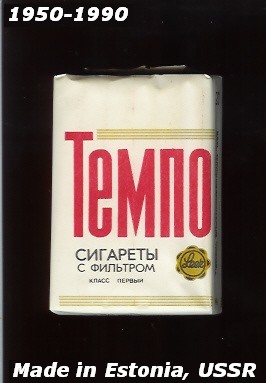 1950-1990
Темпо
СИГАРЕТЫ
С ФИЛЬТРОМ
КЛАСС ПЕРВЫЙ
Made in Estonia, USSR